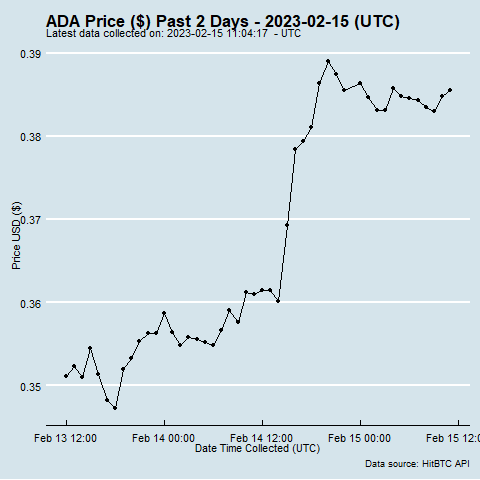 ADA Price ($) Past 2 Days - 2023-02-15 (UTC)
Latest data collected on: 2023-02-15 11:04:17 - UTC
0.39
0.38
0.37
0.36
0.35
Price USD ($)
Feb 13 12:00 Feb 14 00:00 Feb 14 12:00 Feb 15 00:00 Feb 15 12:
Date Time Collected (UTC)
Data source: HitBTC API